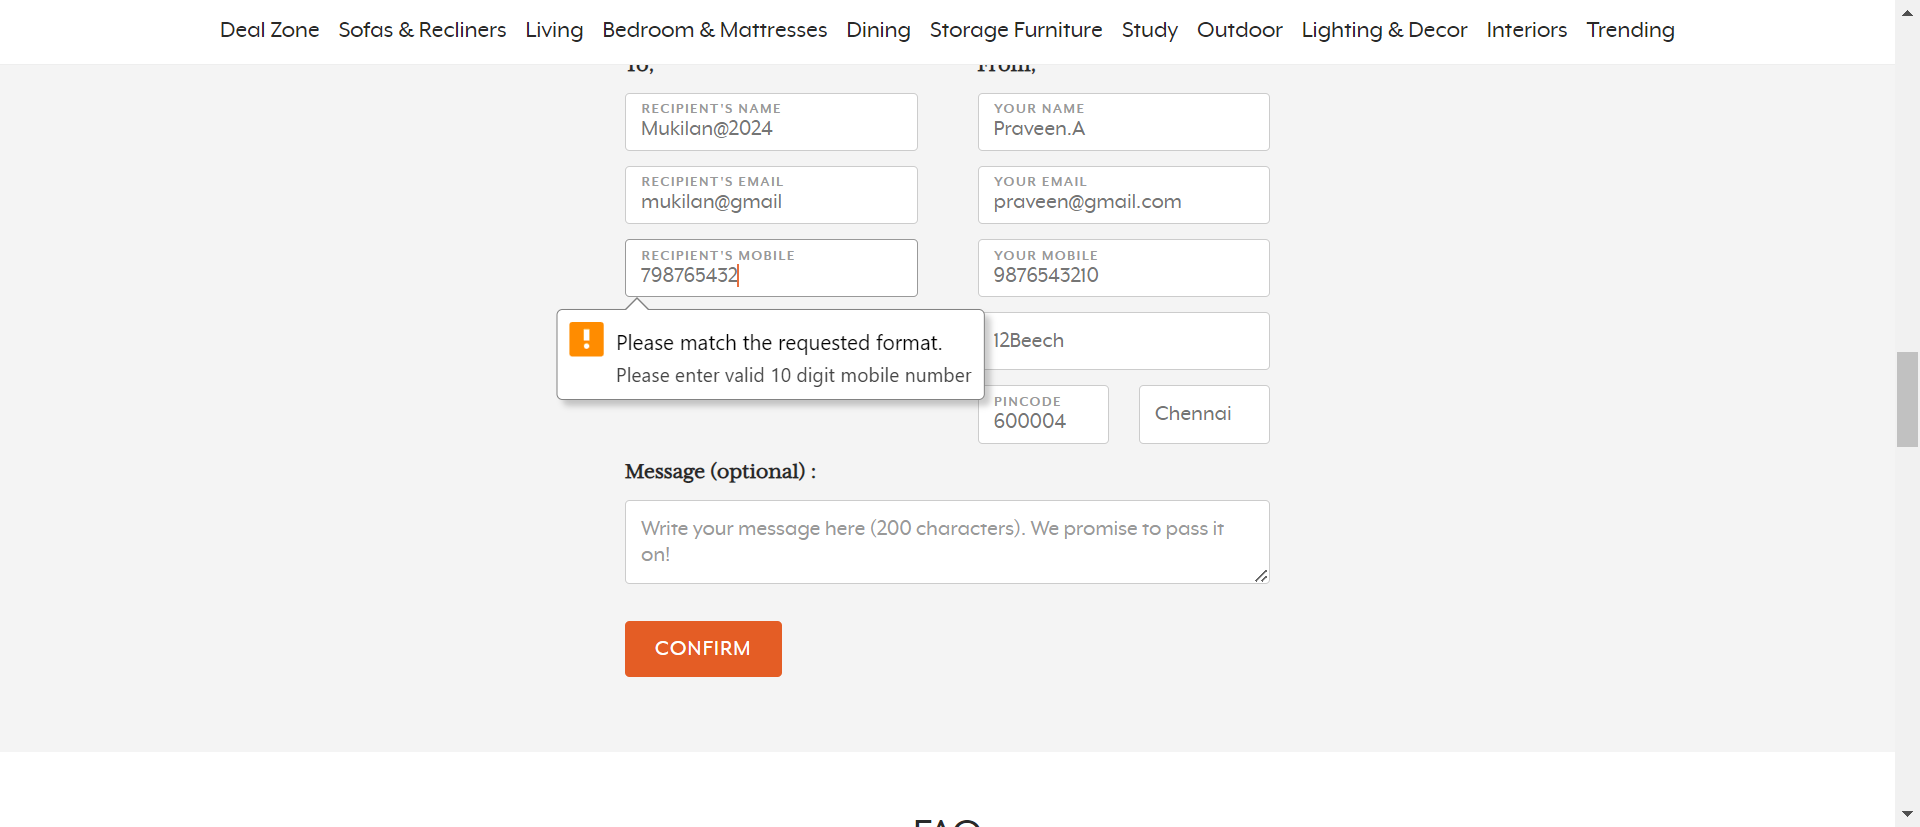 Deal Zone Sofas & Recliners Living Bedroom & Mattresses Dining Storage Furniture Study Outdoor Lighting & Decor Interiors Trending
To, From,
RECIPIENT'S NAME YOUR NAME
Mukilan@2024 Praveen.A
RECIPIENT'S EMAIL YOUR EMAIL
mukilan@gmail praveen@gmail.com
RECIPIENT'S MOBILE YOUR MOBILE
798765432 9876543210
Please match the requested format. 12Beech
Please enter valid 10 digit mobile number
PINCODE
600004 Chennai
Message (optional) :
Write your message here (200 characters). We promise to pass it
on!
CONFIRM
FAQ